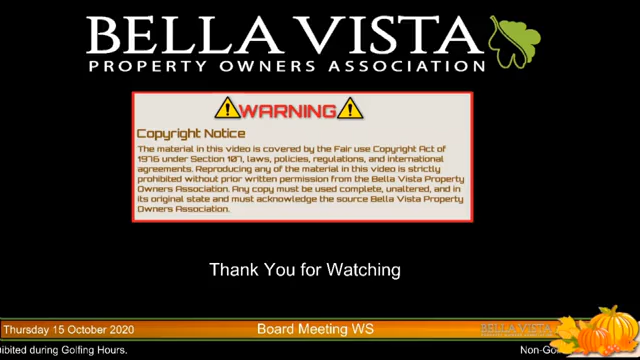 BELLA VISTA
PROPERTY OWNERS ASSOCIATION
WARNING
Copyright Notice
The material in this video is covered by the Fair use Copyright Act of
1976 under Section 107, laws, policies, regulations, and international
agreements. Reproducing any of the material in this video is strictly
prohibited without prior written permission from the Bella Vista Property
Owners Association. Any copy must be used complete, unaltered, and in
its original state and must acknowledge the source Bella Vista Property
Owners Association.
Thank You for Watching
Thursday 15 October 2020 Board Meeting WS BELLA VISTA
during Golfing Hours.